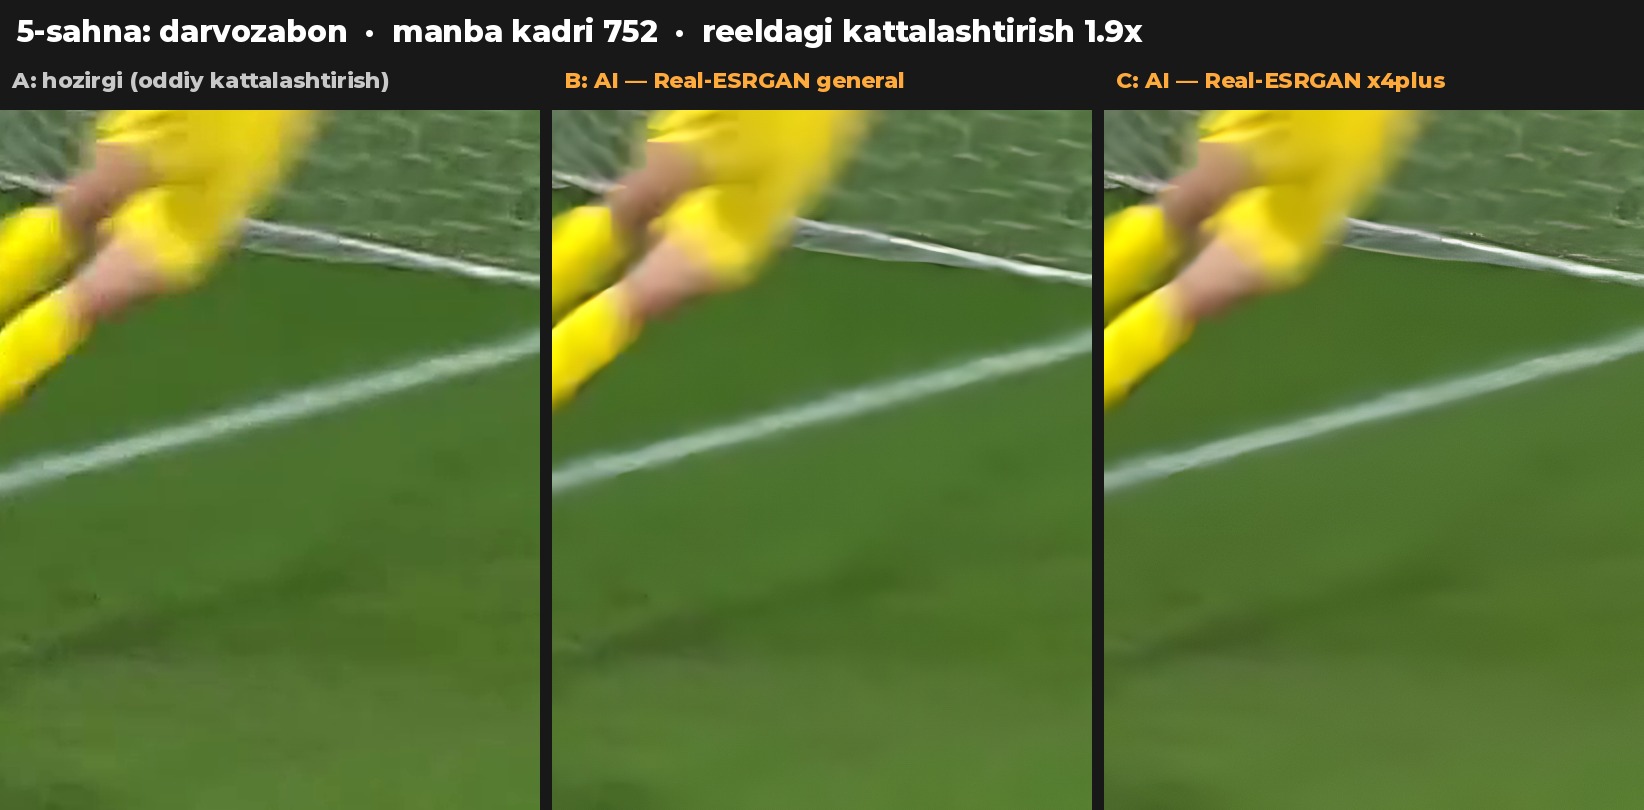 5-sahna: darvozabon • manba kadri 752 • reeldagi kattalashtirish 1.9x
A: hozirgi (oddiy kattalashtirish)
B: AI — Real-ESRGAN general
C: AI — Real-ESRGAN x4plus